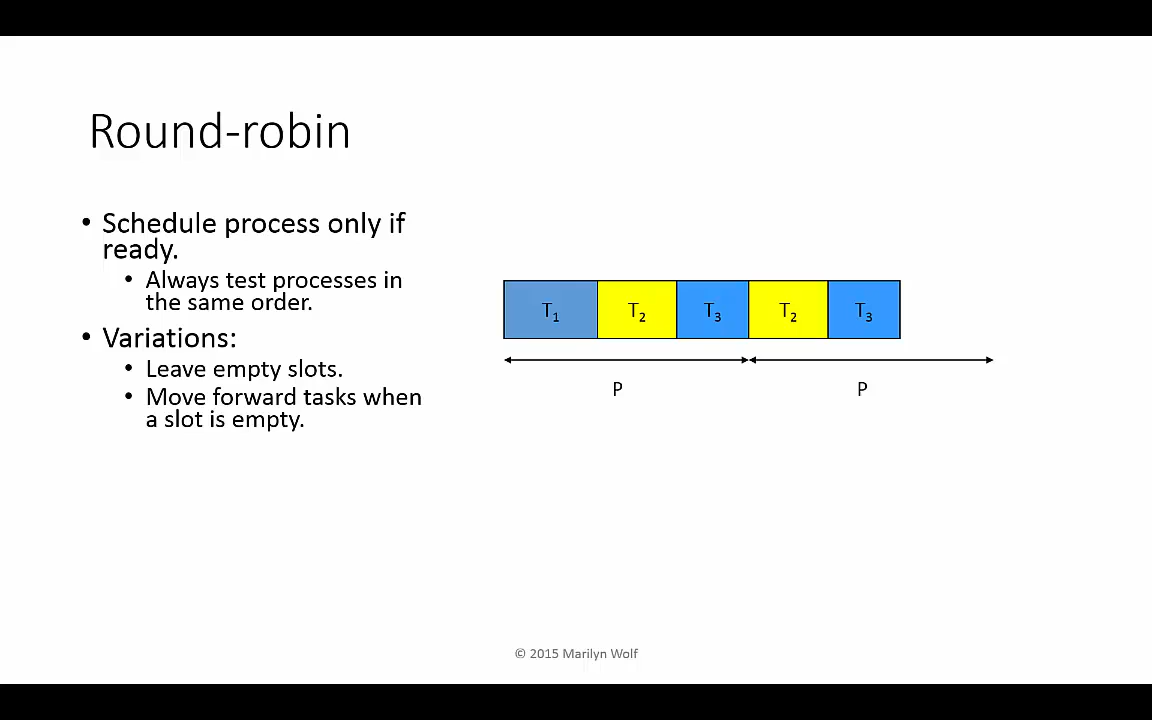 Round-robin
• Schedule process only if
ready.
• Always test processes in
the same order.
• Variations:
• Leave empty slots.
• Move forward tasks when
a slot is empty.
T₁ T₂ T₃ T₂ T₃
P P
© 2015 Marilyn Wolf